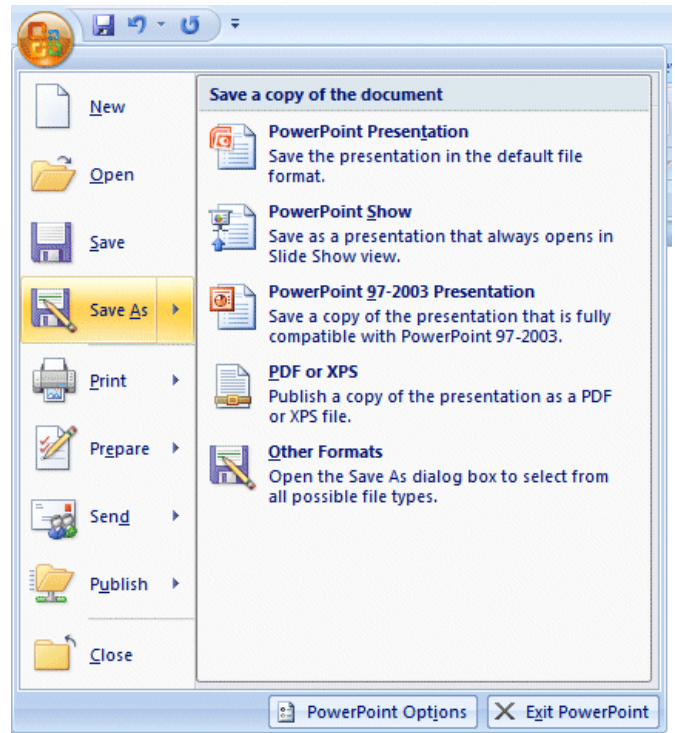 New
Open
Save
Save As
Print
Prepare
Send
Publish
Close
Save a copy of the document
PowerPoint Presentation
Save the presentation in the default file
format.
PowerPoint Show
Save as a presentation that always opens in
Slide Show view.
PowerPoint 97-2003 Presentation
Save a copy of the presentation that is fully
compatible with PowerPoint 97-2003.
PDF or XPS
Publish a copy of the presentation as a PDF
or XPS file.
Other Formats
Open the Save As dialog box to select from
all possible file types.
PowerPoint Options
Exit PowerPoint